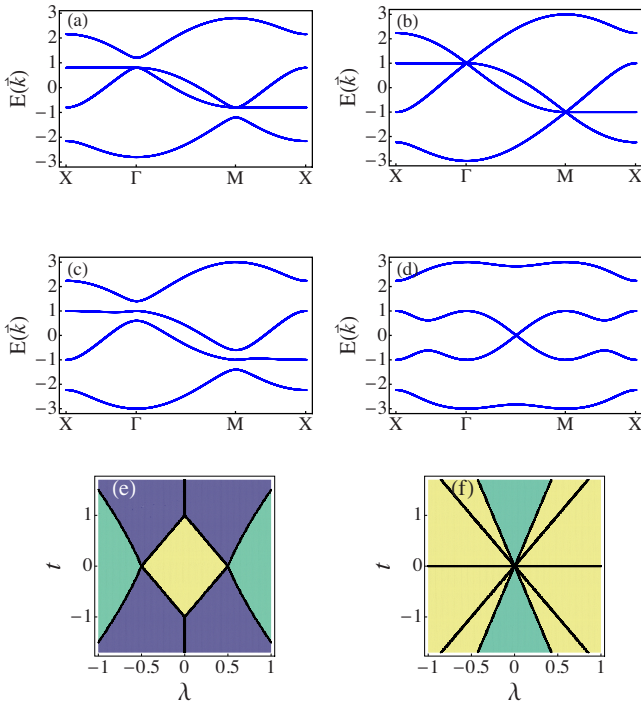 (a)
3
2
1
0
−1
−2
−3
E(k⃗)
X Γ M X
(b)
3
2
1
0
−1
−2
−3
E(k⃗)
X Γ M X
(c)
3
2
1
0
−1
−2
−3
E(k⃗)
X Γ M X
(d)
3
2
1
0
−1
−2
−3
E(k⃗)
X Γ M X
(e)
1
0
−1
t
−1 −0.5 0 0.5 1
λ
(f)
1
0
−1
t
−1 −0.5 0 0.5 1
λ